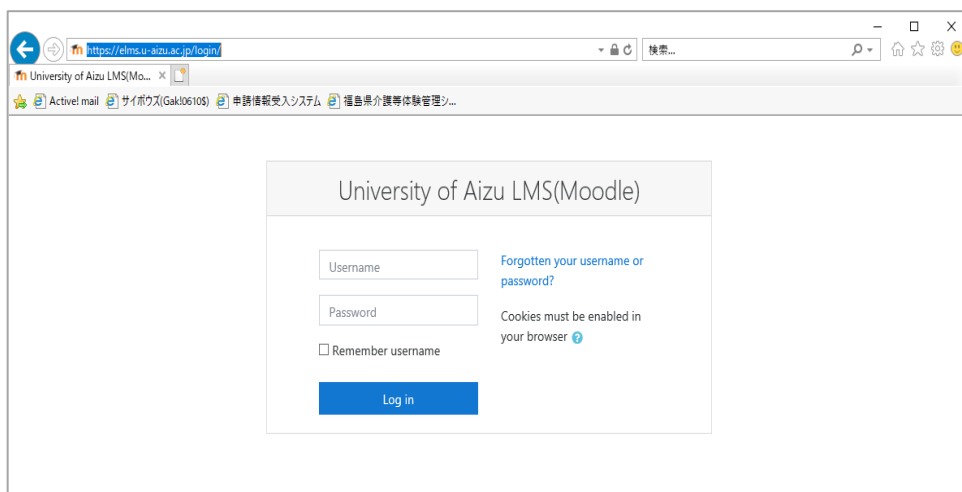 https://elms.u-aizu.ac.jp/login/
検索...
University of Aizu LMS(Mo...
Active! mail サイボウズ(Gak!0610$) 申請情報受入システム 福島県介護等体験管理シ...
University of Aizu LMS(Moodle)
Username
Forgotten your username or
password?
Password
Cookies must be enabled in
your browser
Remember username
Log in